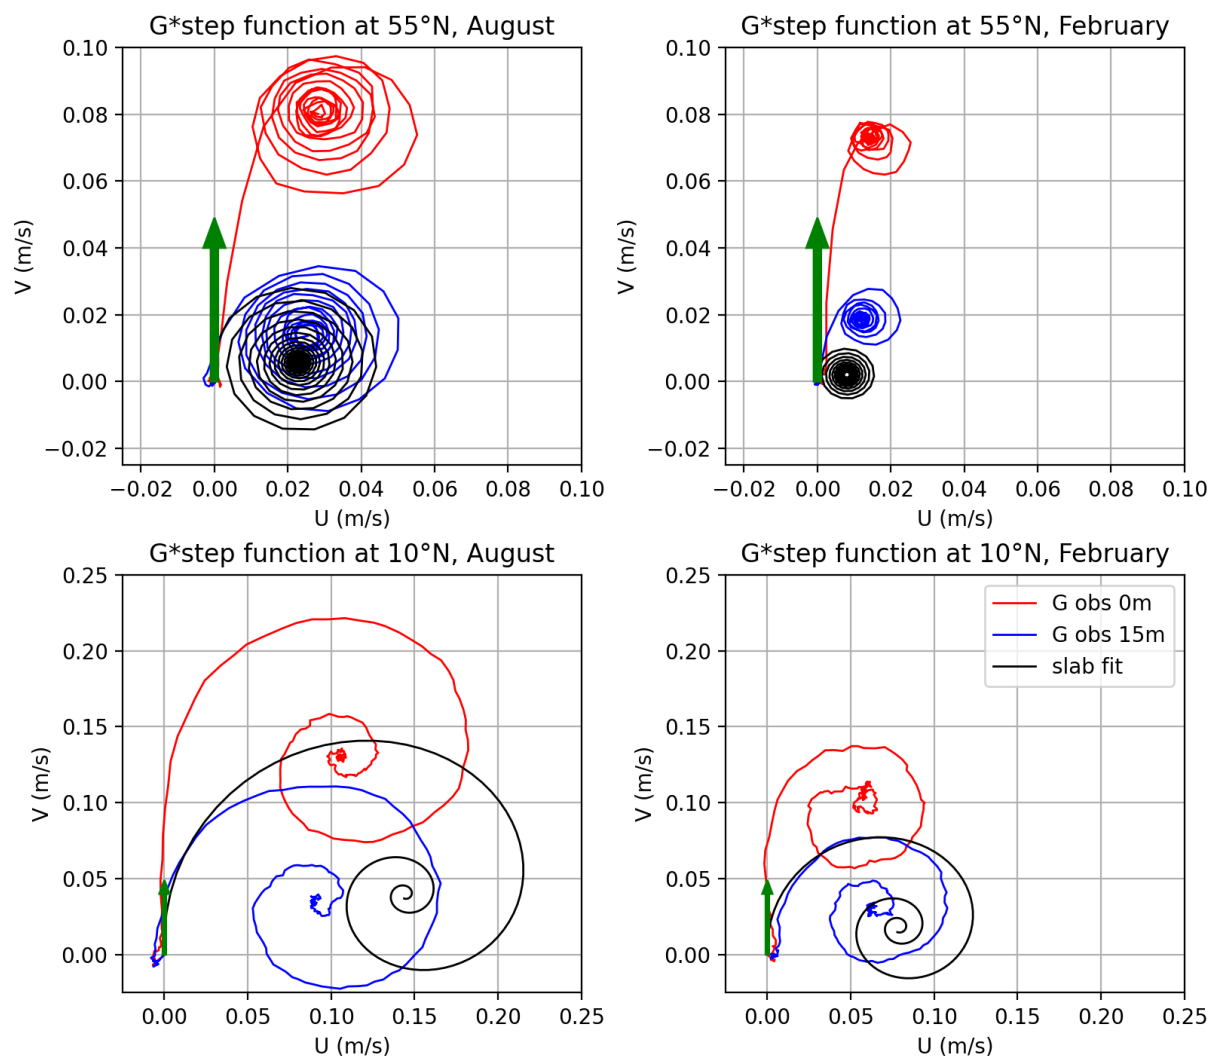 G*step function at 55°N, August
0.10
0.08
0.06
0.04
0.02
0.00
−0.02
V (m/s)
−0.02 0.00 0.02 0.04 0.06 0.08 0.10
U (m/s)
G*step function at 55°N, February
0.10
0.08
0.06
0.04
0.02
0.00
−0.02
V (m/s)
−0.02 0.00 0.02 0.04 0.06 0.08 0.10
U (m/s)
G*step function at 10°N, August
0.25
0.20
0.15
0.10
0.05
0.00
V (m/s)
0.00 0.05 0.10 0.15 0.20 0.25
U (m/s)
G*step function at 10°N, February
0.25
0.20
0.15
0.10
0.05
0.00
V (m/s)
G obs 0m
G obs 15m
slab fit
0.00 0.05 0.10 0.15 0.20 0.25
U (m/s)